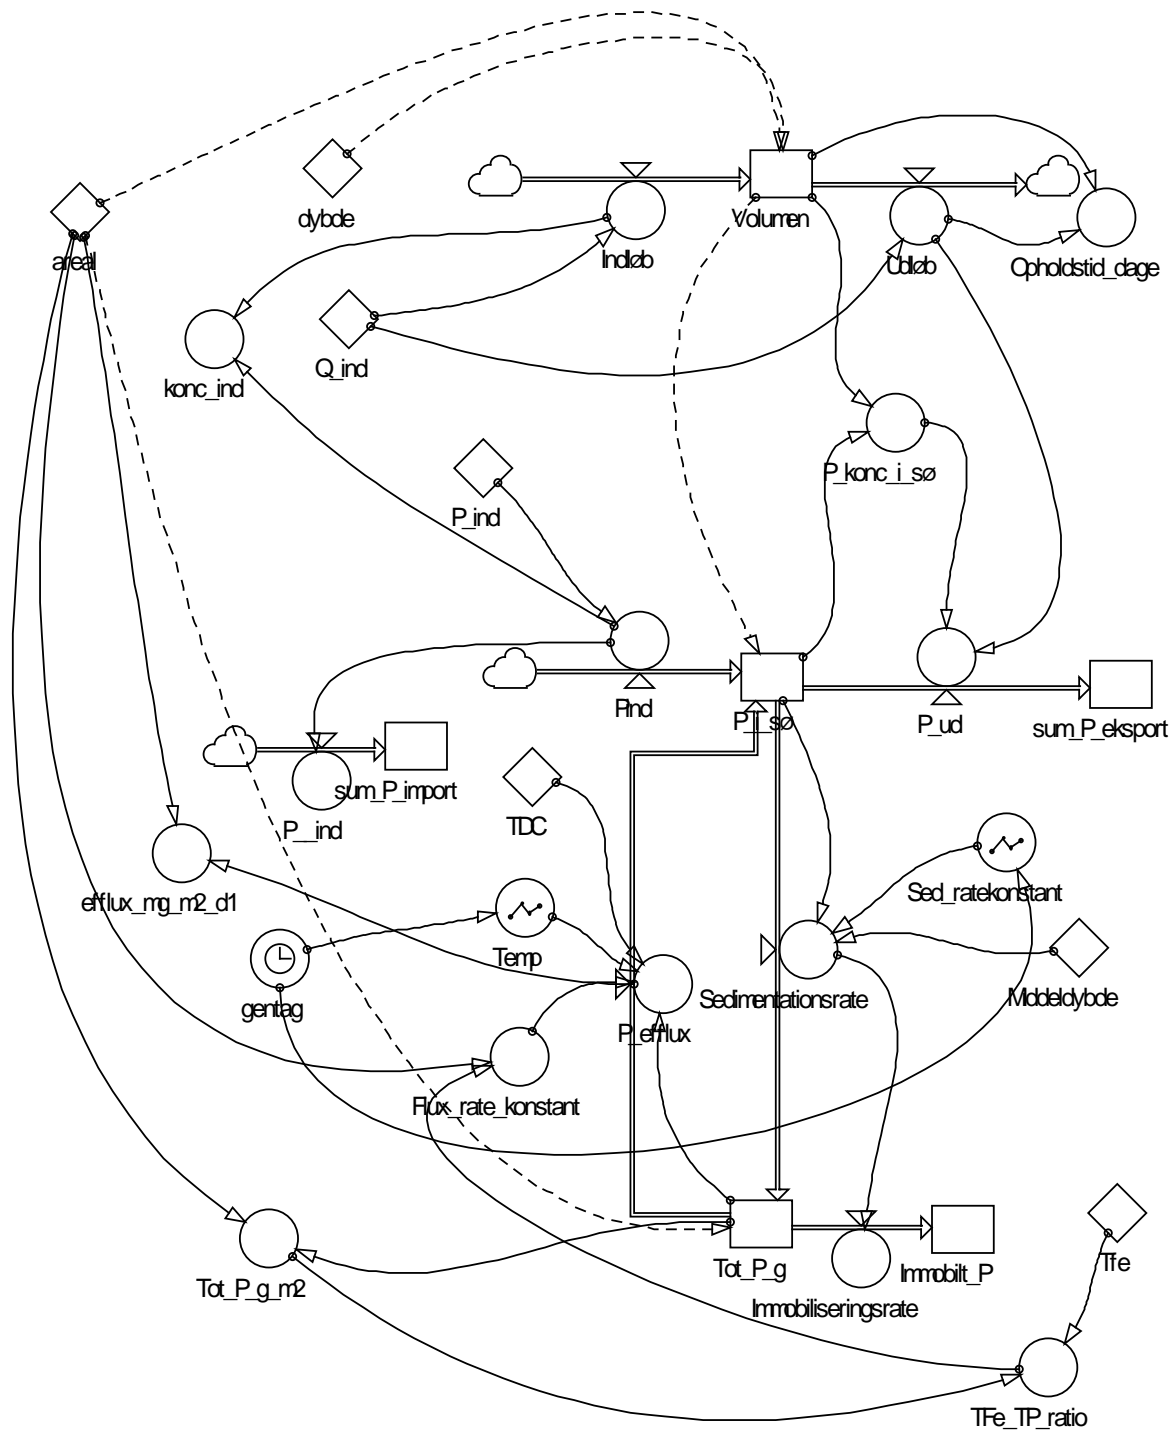 dybde
Volumen
areal
Indløb
Udløb
Opholdstid_dage
Q_ind
konc_ind
P_konc_i_sø
P_ind
Pind
P_i_sø
P_ud
sum_P_eksport
sum_P_import
P__ind
TDC
efflux_mg_m2_d1
Sed_ratekonstant
Temp
gentag
Sedimentationsrate
Middeldybde
P_efflux
Flux_rate_konstant
Tot_P_g
Tfe
Immobilt_P
Tot_P_g_m2
Immobiliseringsrate
TFe_TP_ratio